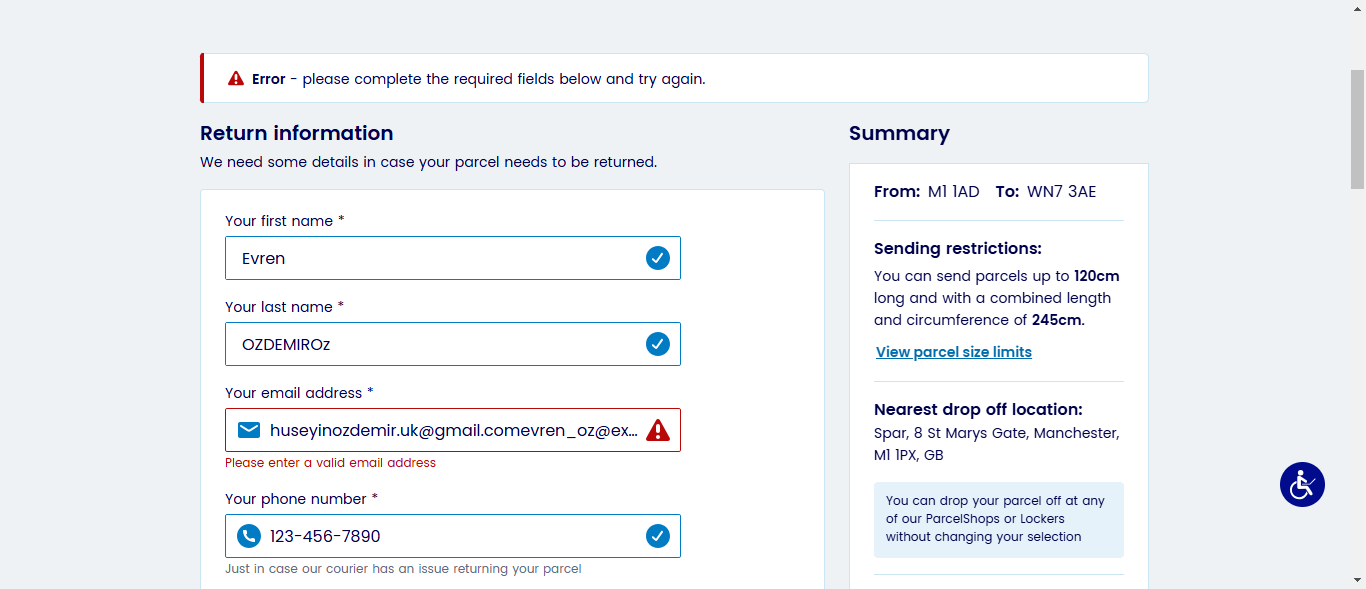 Error - please complete the required fields below and try again.
Return information
We need some details in case your parcel needs to be returned.
Your first name *
Evren
Your last name *
OZDEMIROz
Your email address *
huseyinozdemir.uk@gmail.comevren_oz@ex...
Please enter a valid email address
Your phone number *
123-456-7890
Just in case our courier has an issue returning your parcel
Summary
From: M1 1AD To: WN7 3AE
Sending restrictions:
You can send parcels up to 120cm
long and with a combined length
and circumference of 245cm.
View parcel size limits
Nearest drop off location:
Spar, 8 St Marys Gate, Manchester,
M1 1PX, GB
You can drop your parcel off at any
of our ParcelShops or Lockers
without changing your selection